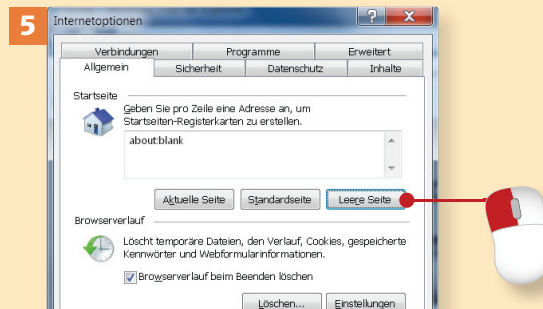 5
Internetoptionen
Verbindungen Programme Erweitert
Allgemein Sicherheit Datenschutz Inhalte
Startseite
Geben Sie pro Zeile eine Adresse an, um
Startseiten-Registerkarten zu erstellen.
about:blank
Aktuelle Seite Standardseite Leere Seite
Browserverlauf
Löscht temporäre Dateien, den Verlauf, Cookies, gespeicherte
Kennwörter und Webformularinformationen.
Browserverlauf beim Beenden löschen
Löschen... Einstellungen